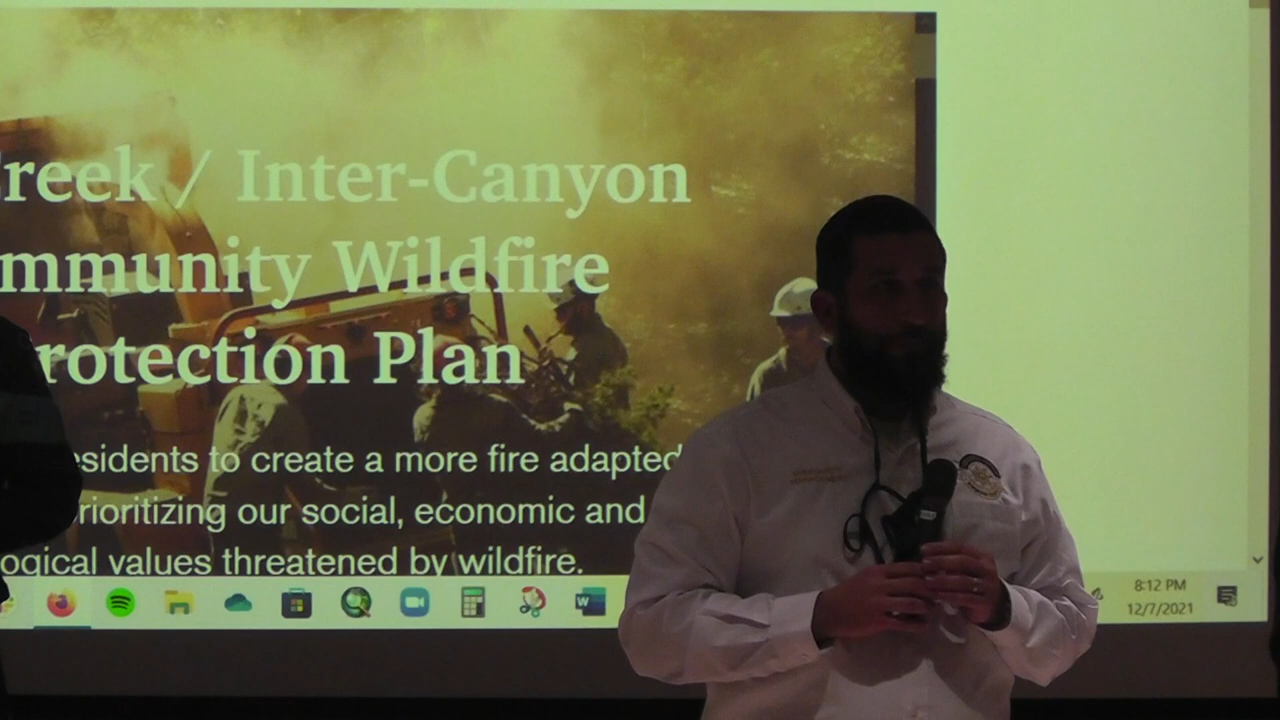 reek / Inter-Canyon
mmunity Wildfire
rotection Plan
sidents to create a more fire adapted
rioritizing our social, economic and
ogical values threatened by wildfire.
W
8:12 PM
12/7/2021